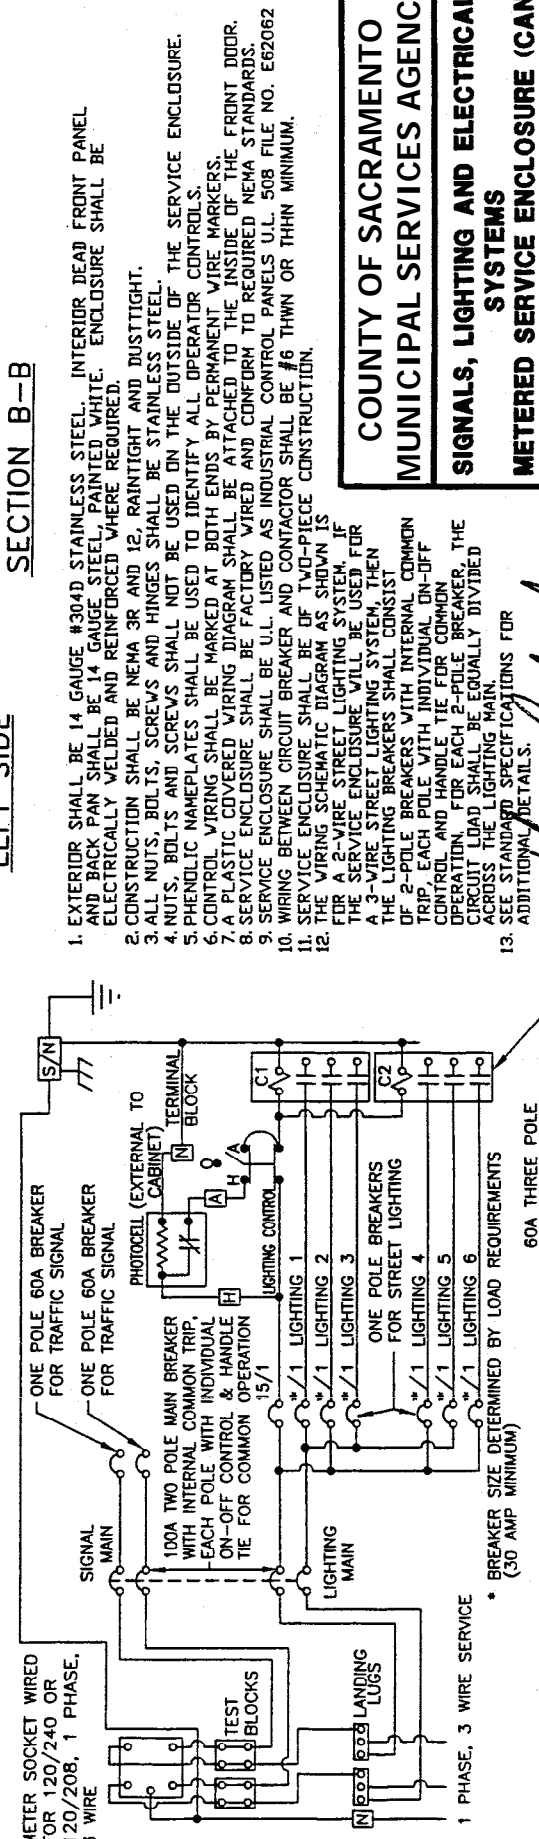 SECTION B-B
LEFT SIDE
1. EXTERIOR SHALL BE 14 GAUGE #304D STAINLESS STEEL. INTERIOR DEAD FRONT PANEL
AND BACK PAN SHALL BE 14 GAUGE STEEL, PAINTED WHITE. ENCLOSURE SHALL BE
ELECTRICALLY WELDED AND REINFORCED WHERE REQUIRED.
2. CONSTRUCTION SHALL BE NEMA 3R AND 12, RAINTIGHT AND DUSTTIGHT.
3. ALL NUTS, BOLTS, SCREWS AND HINGES SHALL BE STAINLESS STEEL.
4. NUTS, BOLTS AND SCREWS SHALL NOT BE USED ON THE OUTSIDE OF THE SERVICE ENCLOSURE.
5. PHENOLIC NAMEPLATES SHALL BE USED TO IDENTIFY ALL OPERATOR CONTROLS.
6. CONTROL WIRING SHALL BE MARKED AT BOTH ENDS BY PERMANENT WIRE MARKERS.
7. A PLASTIC COVERED WIRING DIAGRAM SHALL BE ATTACHED TO THE INSIDE OF THE FRONT DOOR.
8. SERVICE ENCLOSURE SHALL BE FACTORY WIRED AND CONFORM TO REQUIRED NEMA STANDARDS.
9. SERVICE ENCLOSURE SHALL BE U.L. LISTED AS INDUSTRIAL CONTROL PANELS U.L. 508 FILE NO. E62062
10. WIRING BETWEEN CIRCUIT BREAKER AND CONTACTOR SHALL BE #6 THWN OR THHN MINIMUM.
11. SERVICE ENCLOSURE SHALL BE OF TWO-PIECE CONSTRUCTION.
12. THE WIRING SCHEMATIC DIAGRAM AS SHOWN IS
FOR A 2-WIRE STREET LIGHTING SYSTEM. IF
THE SERVICE ENCLOSURE WILL BE USED FOR
A 3-WIRE STREET LIGHTING SYSTEM, THEN
THE LIGHTING BREAKERS SHALL CONSIST
OF 2-POLE BREAKERS WITH INTERNAL COMMON
TRIP, EACH POLE WITH INDIVIDUAL ON-OFF
CONTROL AND HANDLE TIE FOR COMMON
OPERATION. FOR EACH 2-POLE BREAKER, THE
CIRCUIT LOAD SHALL BE EQUALLY DIVIDED
ACROSS THE LIGHTING MAIN.
13. SEE STANDARD SPECIFICATIONS FOR
ADDITIONAL DETAILS.
COUNTY OF SACRAMENTO
MUNICIPAL SERVICES AGENC
SIGNALS, LIGHTING AND ELECTRICAL
SYSTEMS
METERED SERVICE ENCLOSURE (CAN
METER SOCKET WIRED
FOR 120/240 OR
120/208, 1 PHASE,
3 WIRE
S/N
ONE POLE 60A BREAKER
FOR TRAFFIC SIGNAL
ONE POLE 60A BREAKER
FOR TRAFFIC SIGNAL
SIGNAL
MAIN
PHOTOCELL (EXTERNAL TO
CABINET)
TERMINAL
BLOCK
N
A
H
O
H
A
LIGHTING CONTROL
100A TWO POLE MAIN BREAKER
WITH INTERNAL COMMON TRIP,
EACH POLE WITH INDIVIDUAL
ON-OFF CONTROL & HANDLE
TIE FOR COMMON OPERATION
TEST
BLOCKS
15/1
C1
*/1 LIGHTING 1
*/1 LIGHTING 2
*/1 LIGHTING 3
LIGHTING
MAIN
ONE POLE BREAKERS
FOR STREET LIGHTING
LANDING
LUGS
C2
*/1 LIGHTING 4
*/1 LIGHTING 5
*/1 LIGHTING 6
N
1 PHASE, 3 WIRE SERVICE
* BREAKER SIZE DETERMINED BY LOAD REQUIREMENTS
(30 AMP MINIMUM)
60A THREE POLE